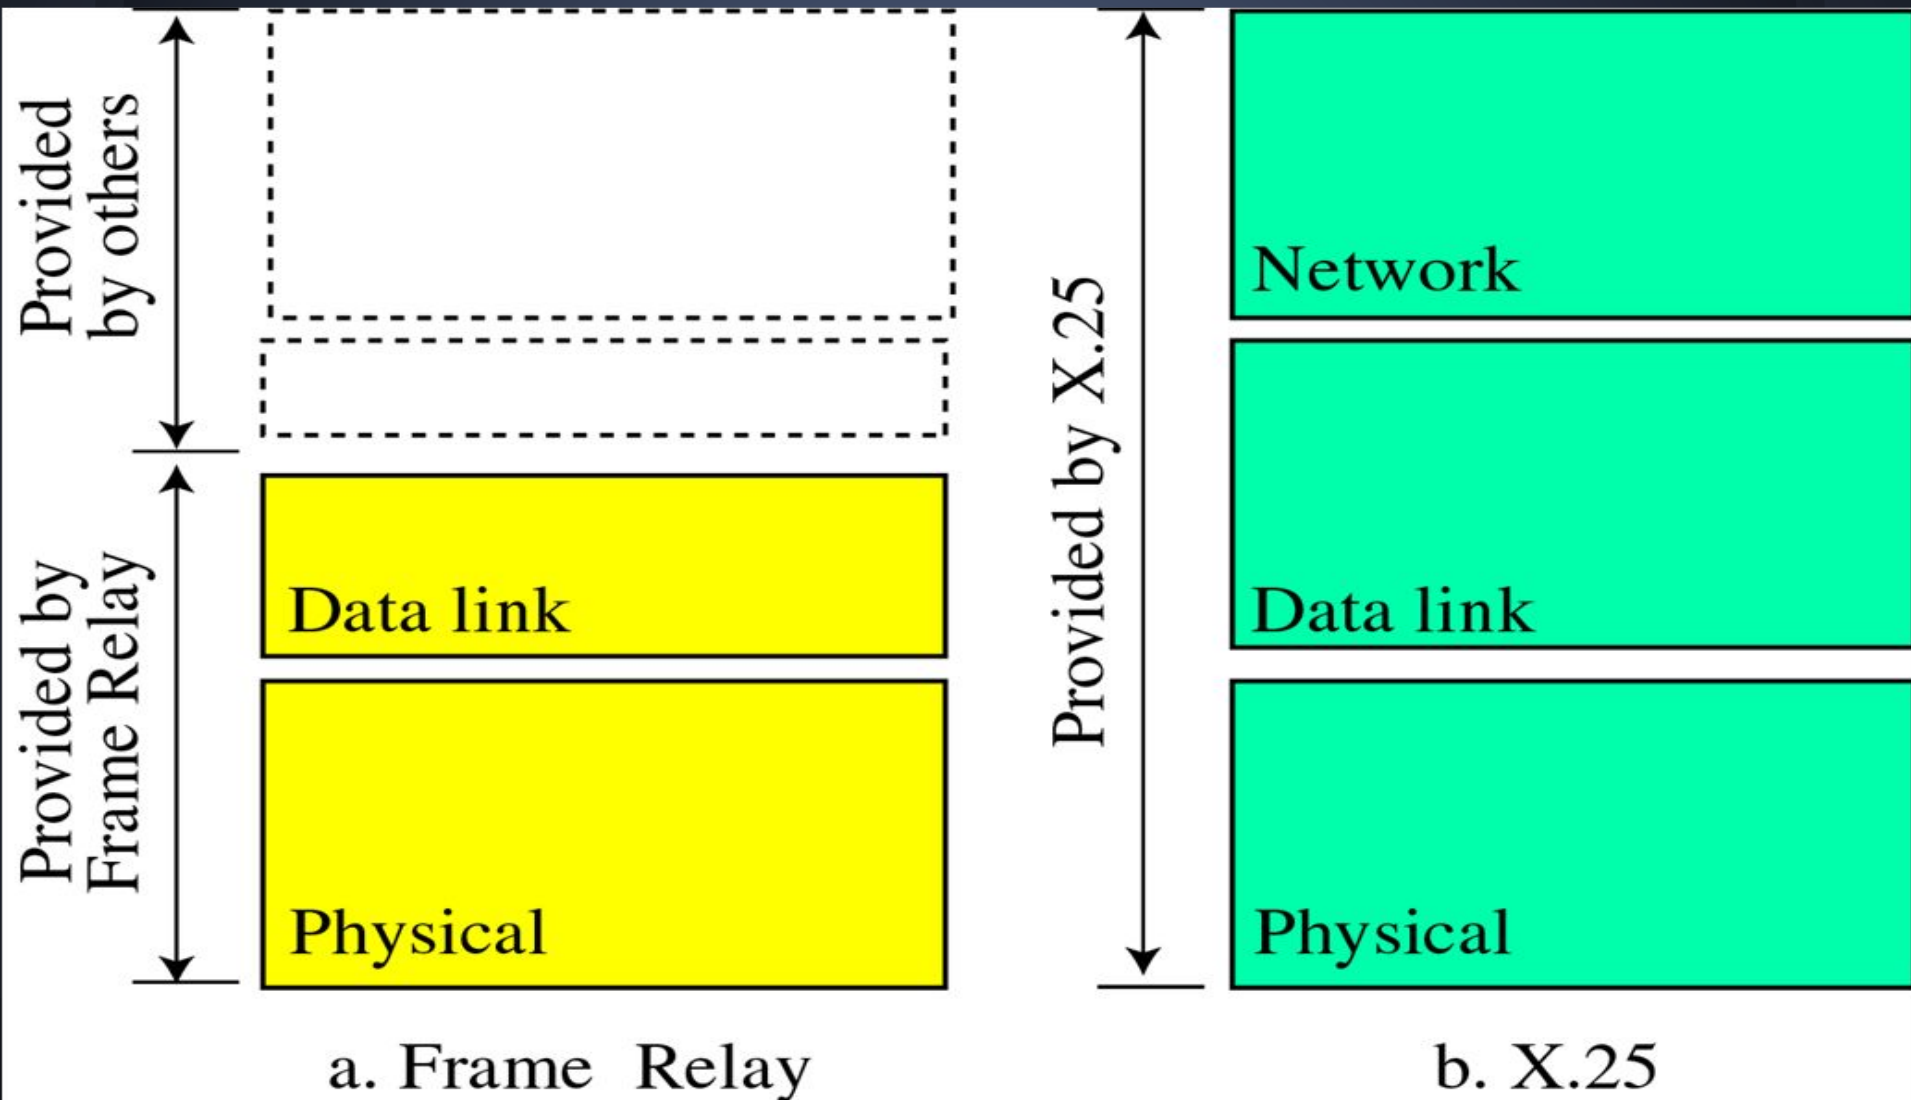 Provided
by others
Provided by
Frame Relay
Data link
Physical
a. Frame Relay
Provided by X.25
Network
Data link
Physical
b. X.25